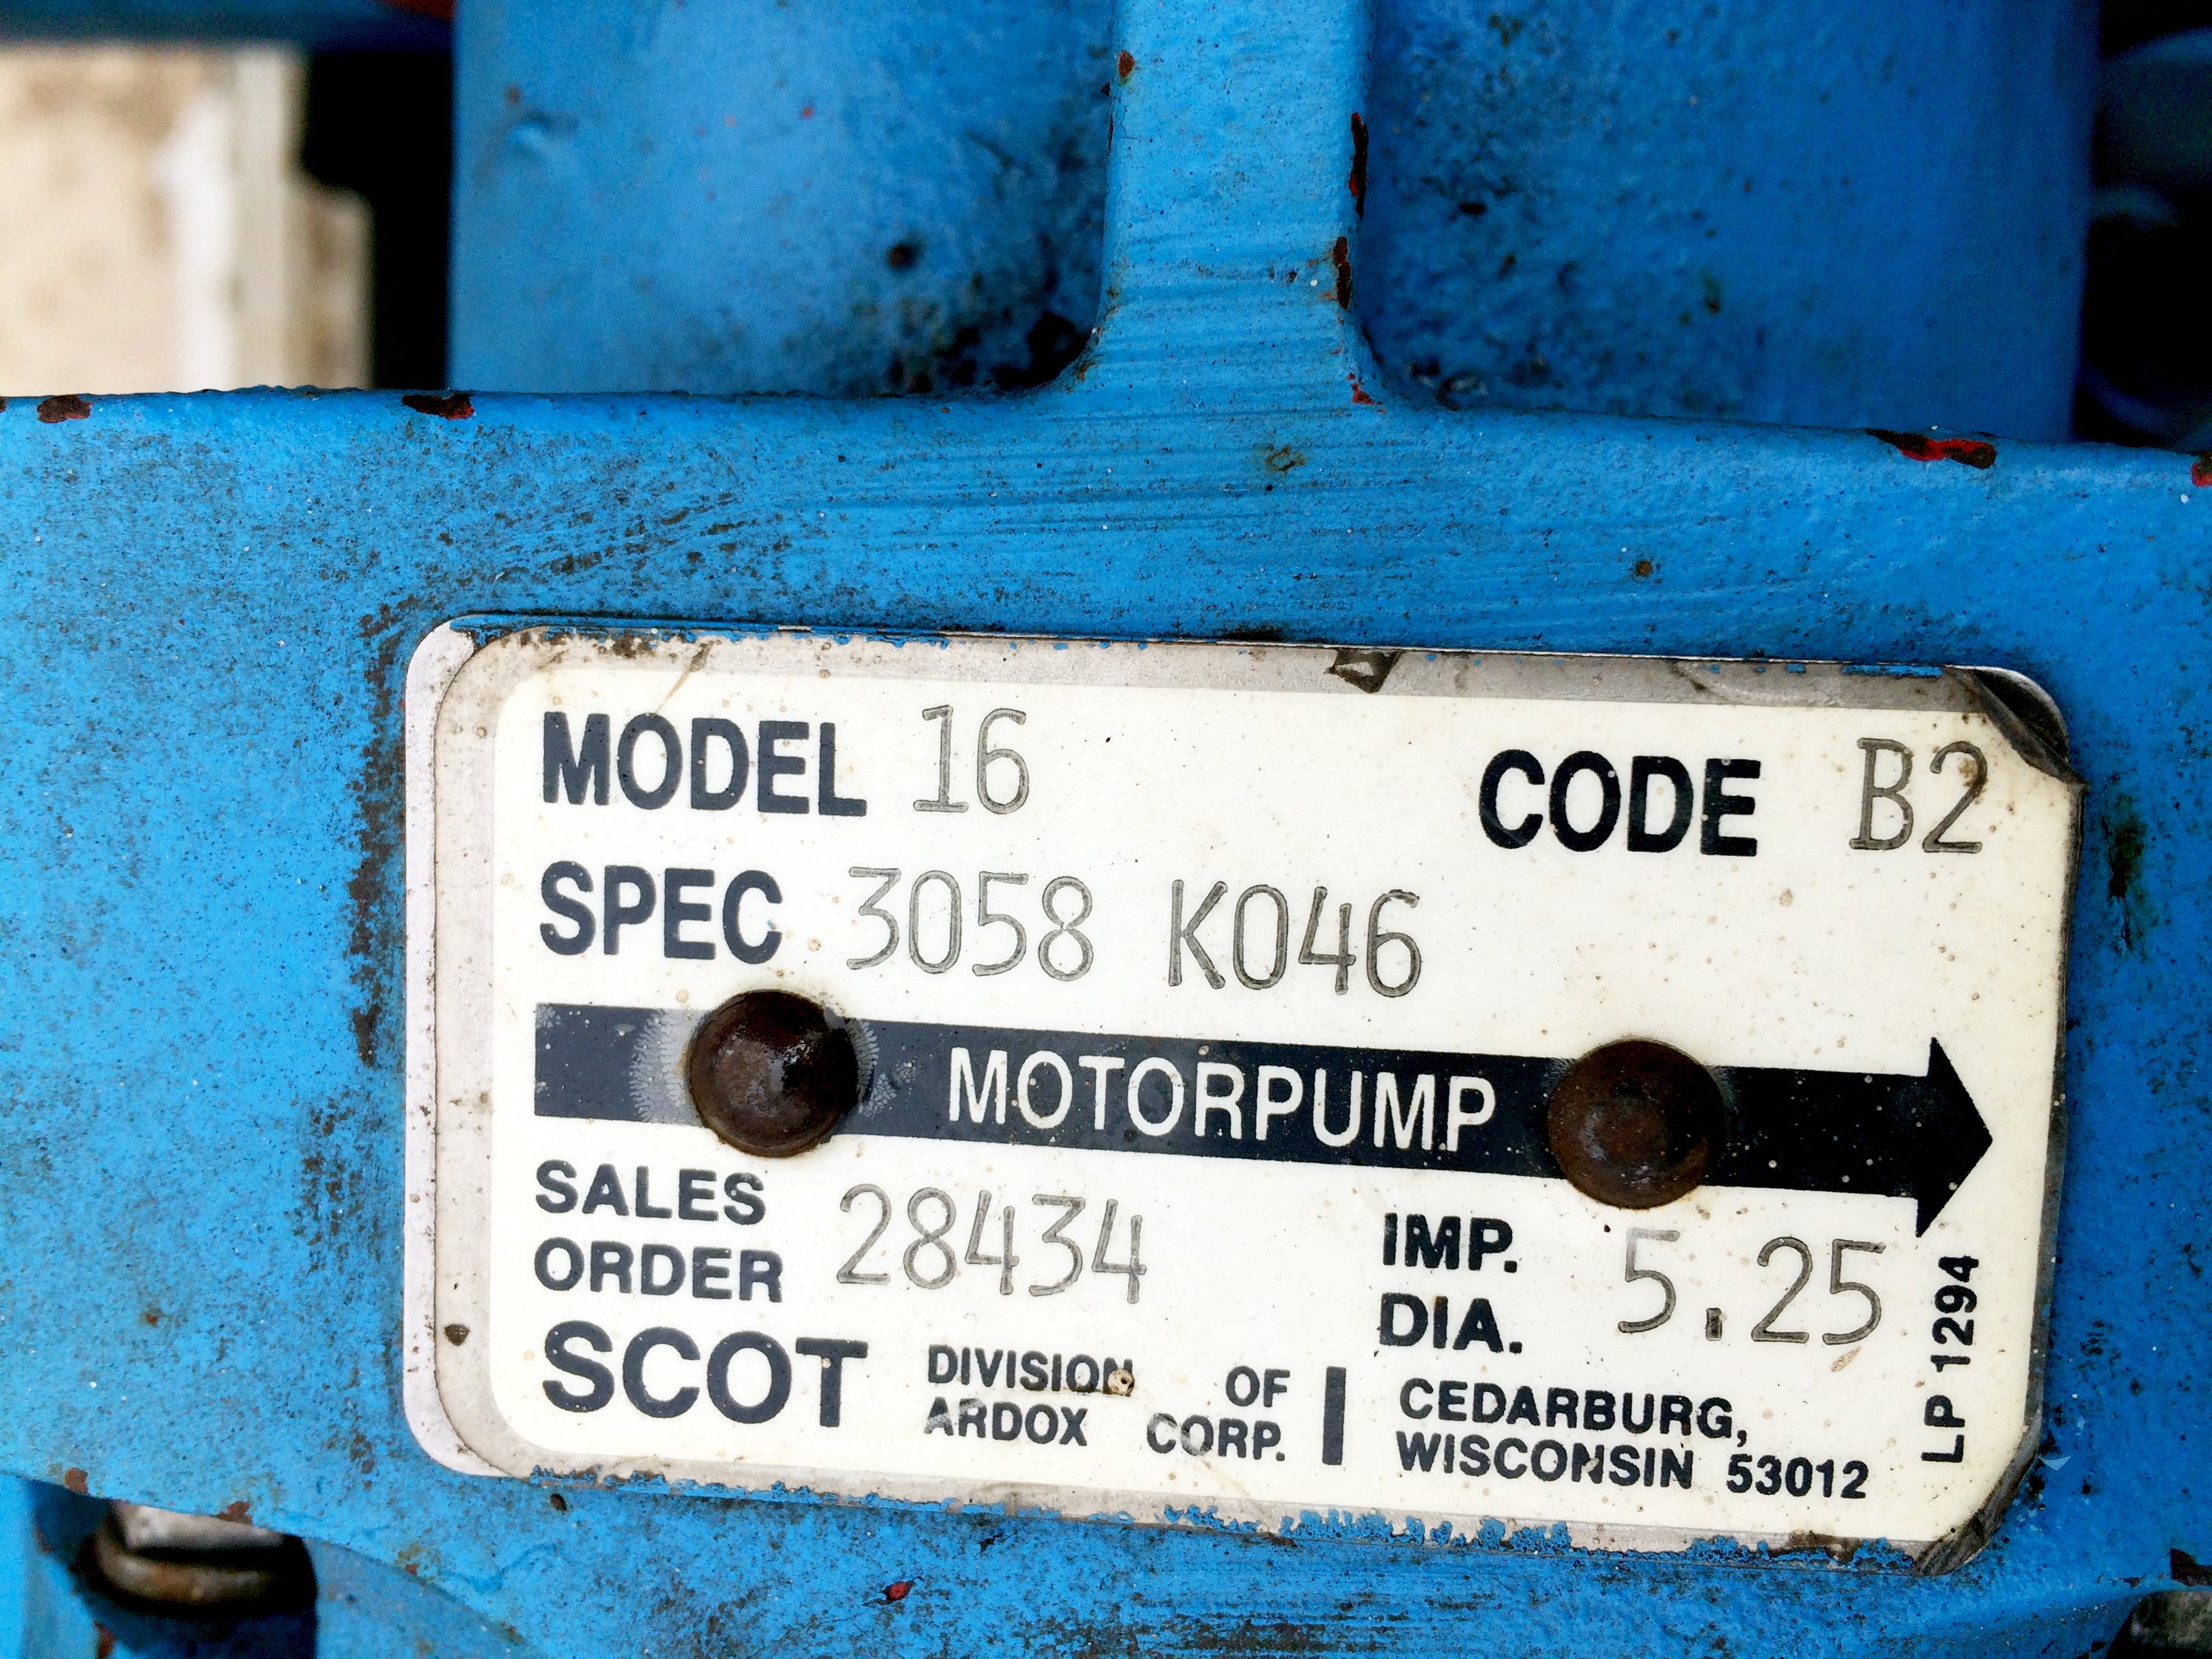 MODEL 16 CODE B2
SPEC 3058 K046
MOTORPUMP
SALES ORDER 28434
IMP. DIA. 5.25
SCOT
DIVISION OF
ARDOX CORP.
CEDARBURG,
WISCONSIN 53012
LP 1294